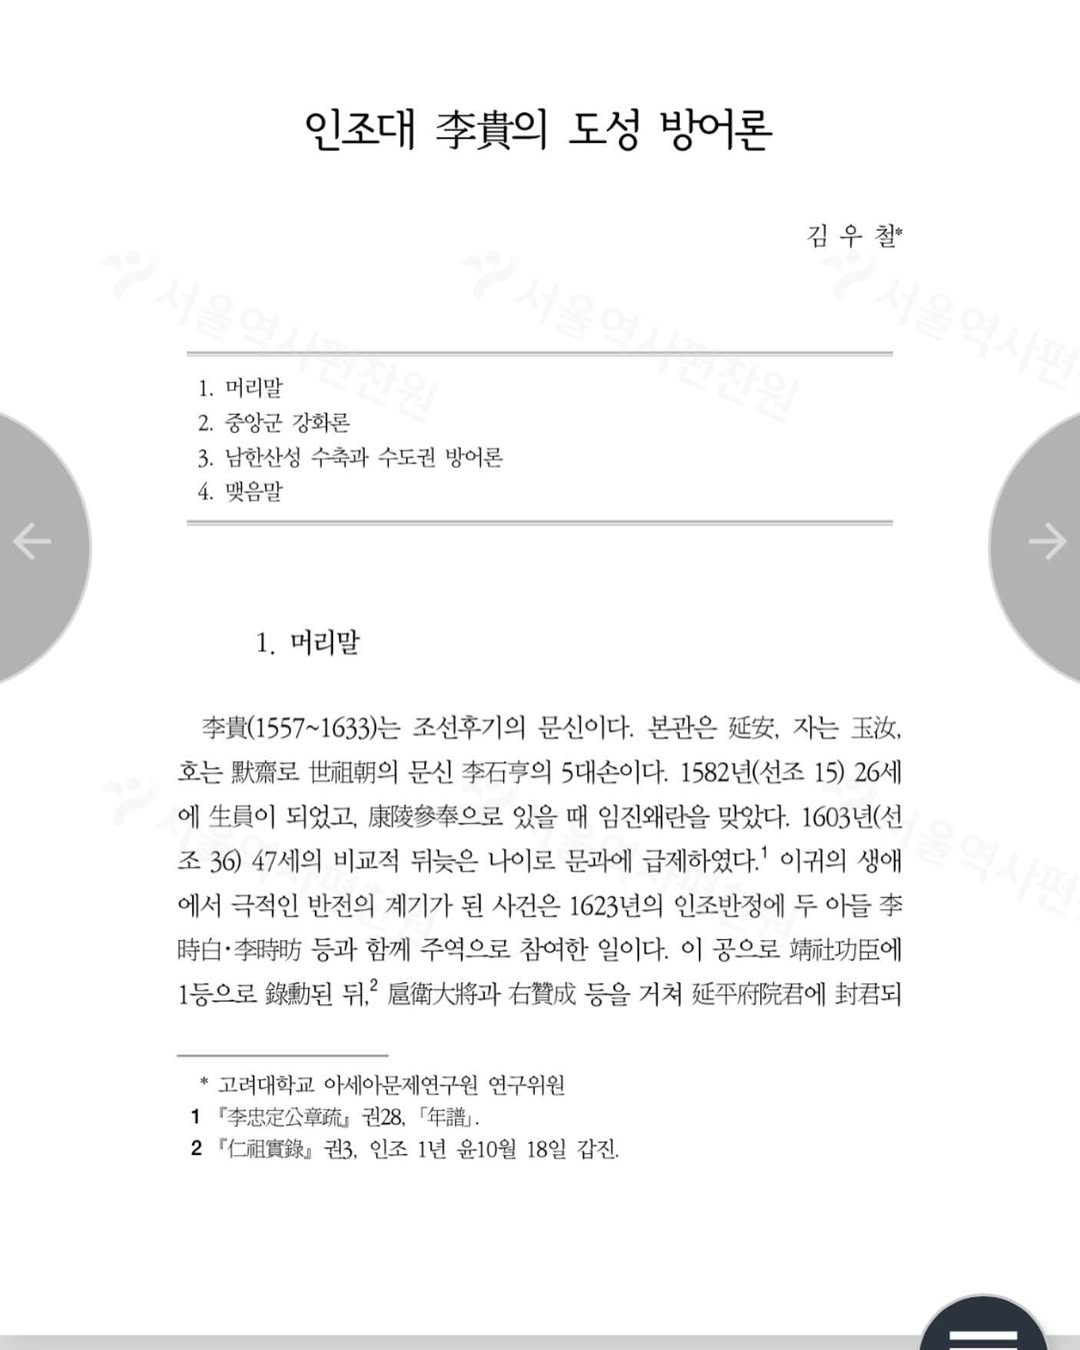 인조대 李貴의 도성 방어론
김 우 철*
서울역사편찬원
서울역사편찬원
서울역사편
1. 머리말
2. 중앙군 강화론
3. 남한산성 수축과 수도권 방어론
4. 맺음말
1. 머리말
李貴(1557~1633)는 조선후기의 문신이다. 본관은 延安, 자는 玉汝,
호는 默齋로 世祖朝의 문신 李石亨의 5대손이다. 1582년(선조 15) 26세
에 生員이 되었고, 康陵參奉으로 있을 때 임진왜란을 맞았다. 1603년(선
조 36) 47세의 비교적 뒤늦은 나이로 문과에 급제하였다.1 이귀의 생애
에서 극적인 반전의 계기가 된 사건은 1623년의 인조반정에 두 아들 李
時白·李時昉 등과 함께 주역으로 참여한 일이다. 이 공으로 靖社功臣에
1등으로 錄勳된 뒤,2 扈衛大將과 右贊成 등을 거쳐 延平府院君에 封君되
* 고려대학교 아세아문제연구원 연구위원
1 『李忠定公章疏』 권28, 「年譜」.
2 『仁祖實錄』 권3, 인조 1년 윤10월 18일 갑진.